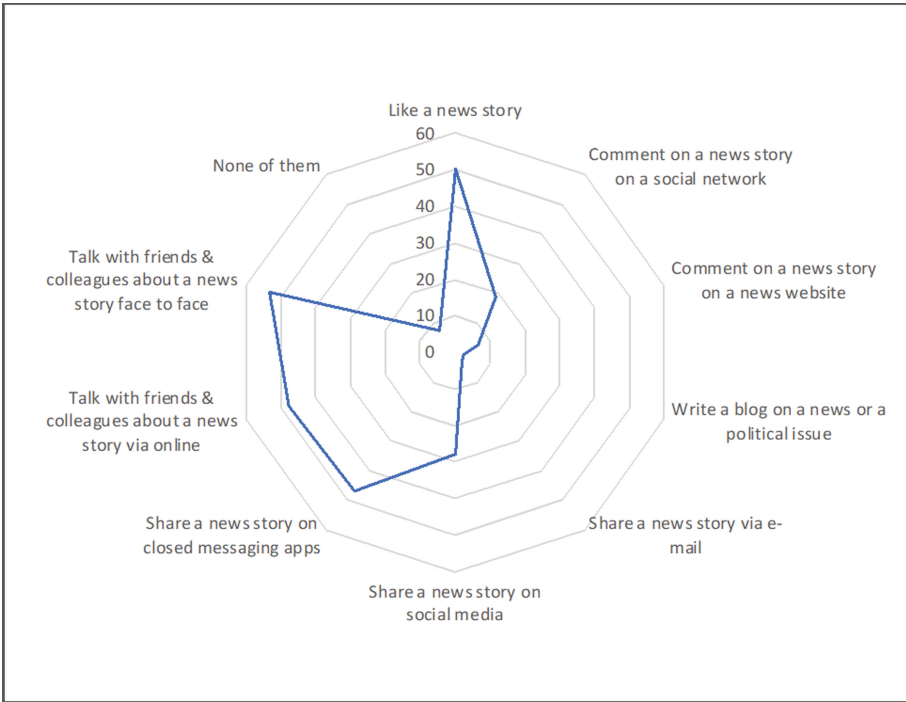 Like a news story
60
50
40
30
20
10
0
Comment on a news story
on a social network
Comment on a news story
on a news website
Write a blog on a news or a
political issue
Share a news story via e-
mail
Share a news story on
social media
Share a news story on
closed messaging apps
Talk with friends &
colleagues about a news
story via online
Talk with friends &
colleagues about a news
story face to face
None of them